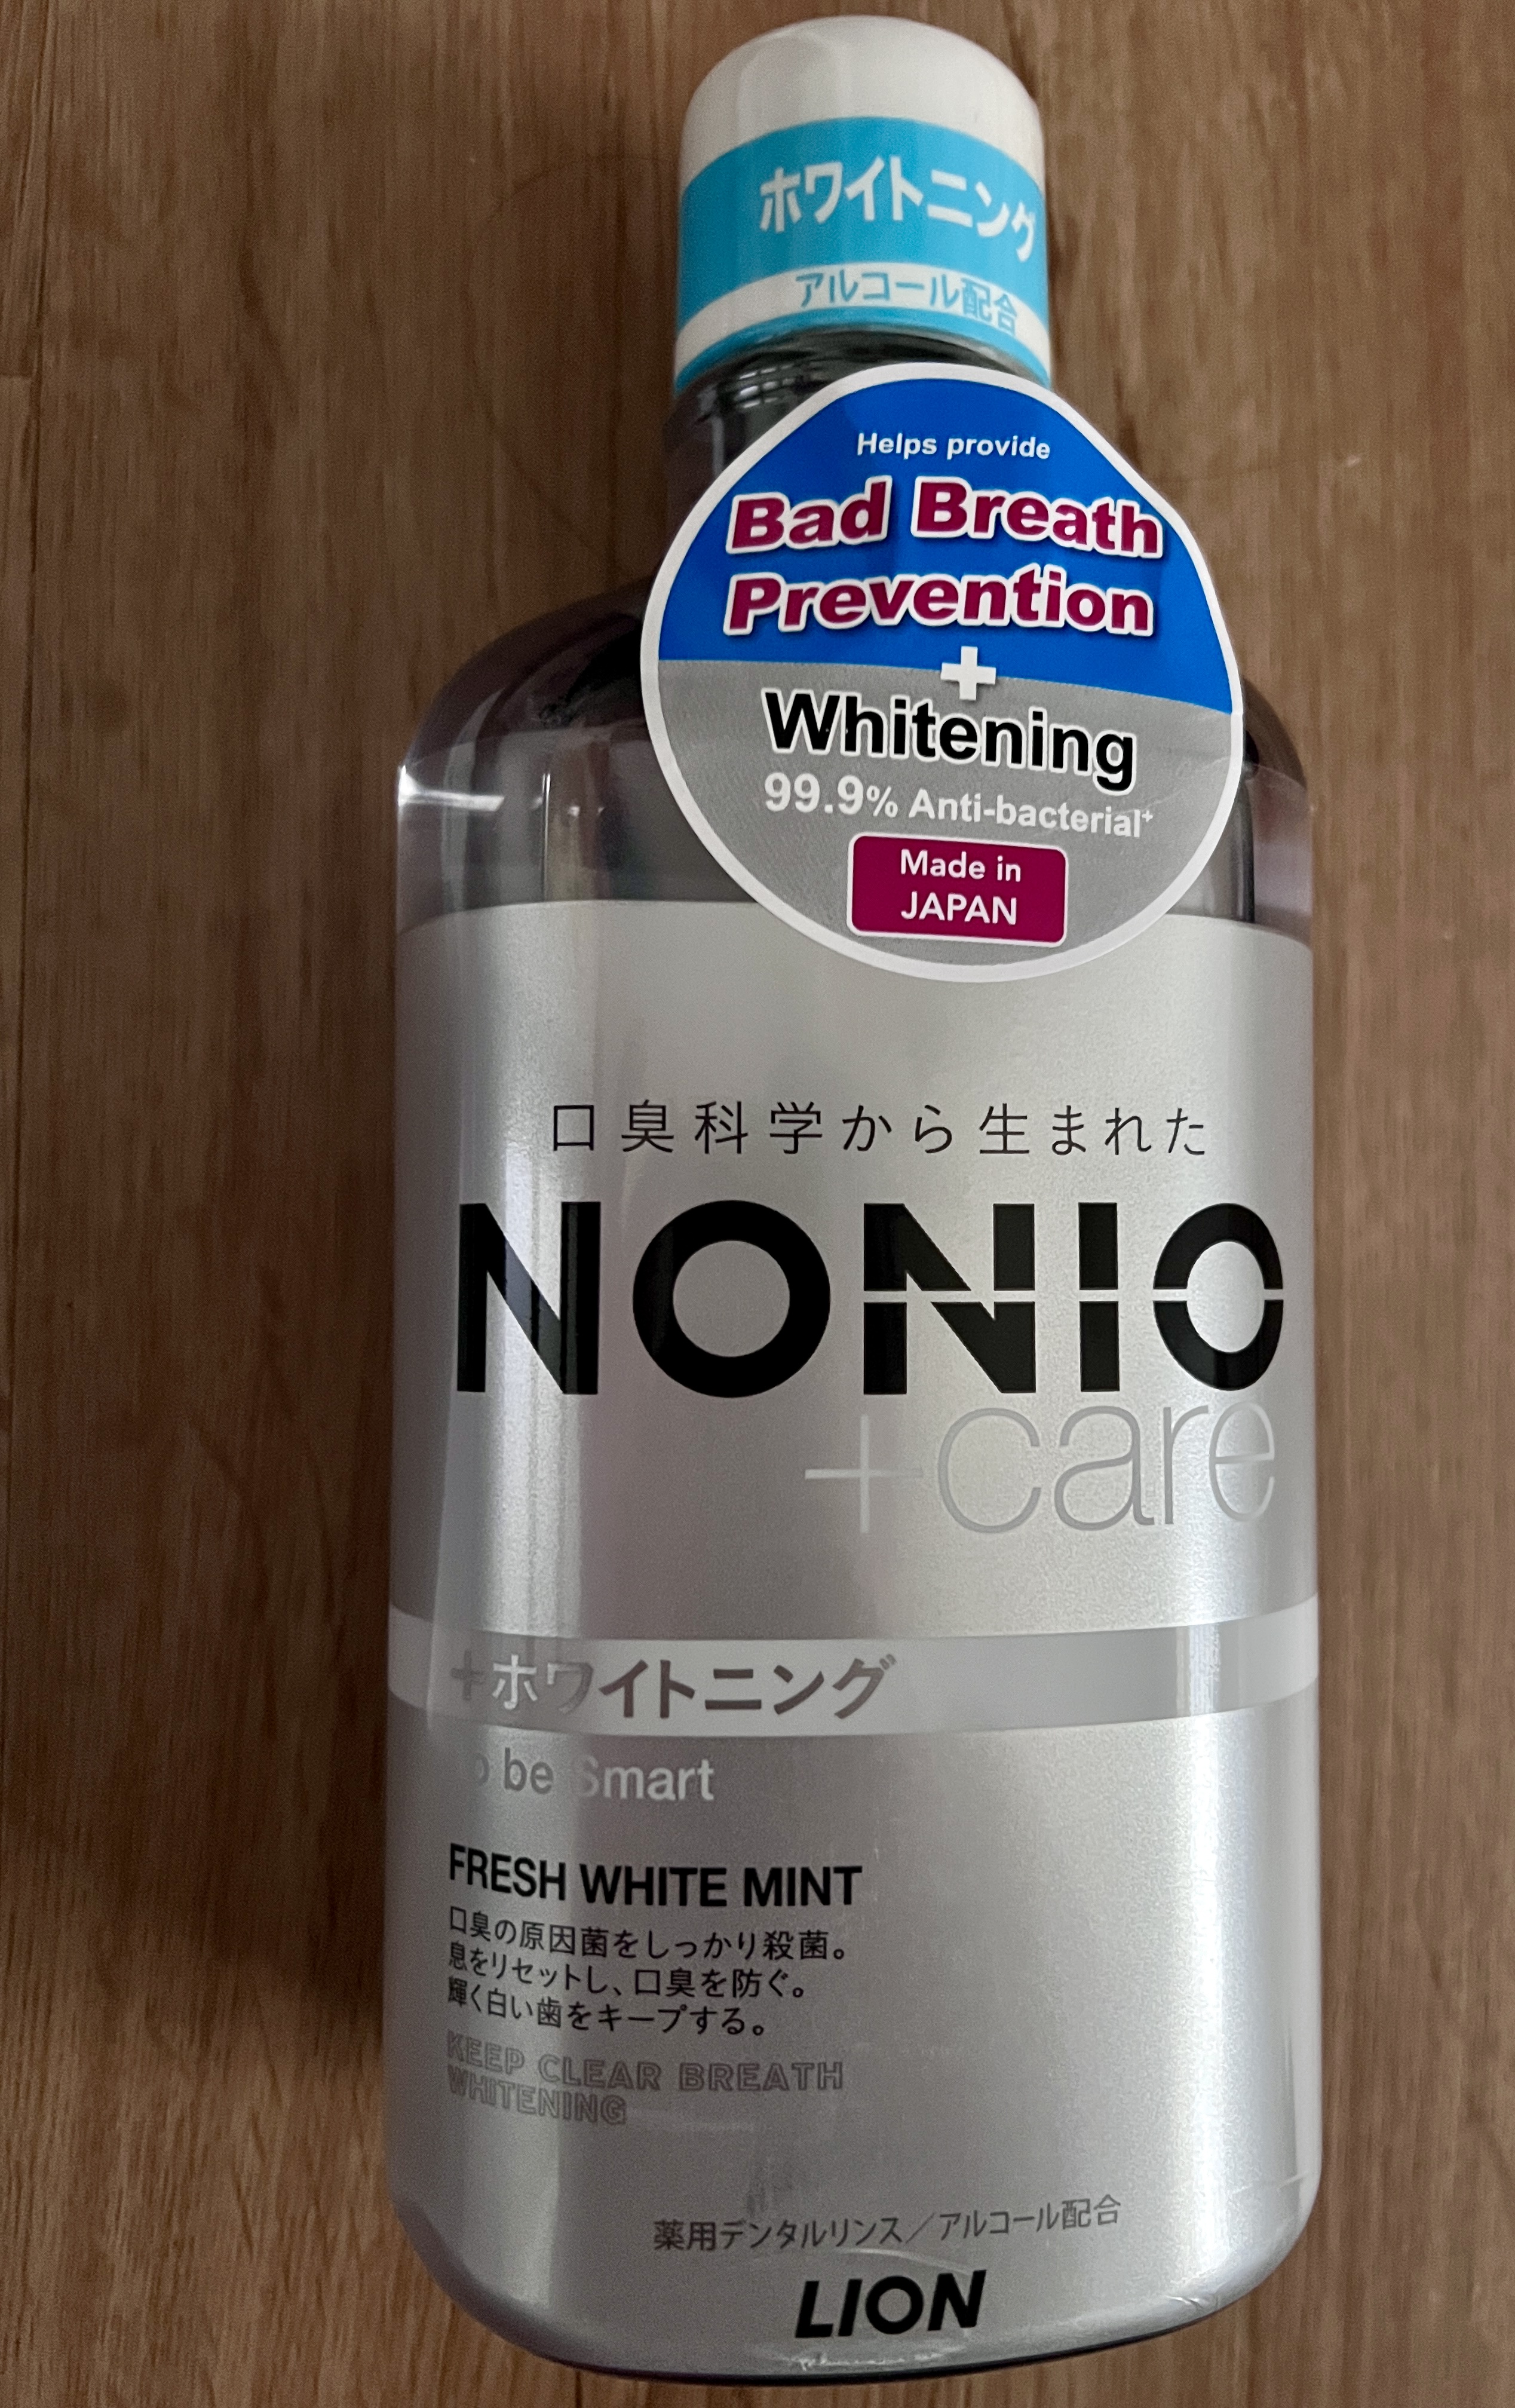 ホワイトニング
アルコール配合
Helps provide
Bad Breath
Prevention
+
Whitening
99.9% Anti-bacterial+
Made in
JAPAN
口臭科学から生まれた
NONIO
+care
+ホワイトニング
To be Smart
FRESH WHITE MINT
口臭の原因菌をしっかり殺菌。
息をリセットし、口臭を防ぐ。
輝く白い歯をキープする。
KEEP CLEAR BREATH
WHITENING
薬用デンタルリンス／アルコール配合
LION